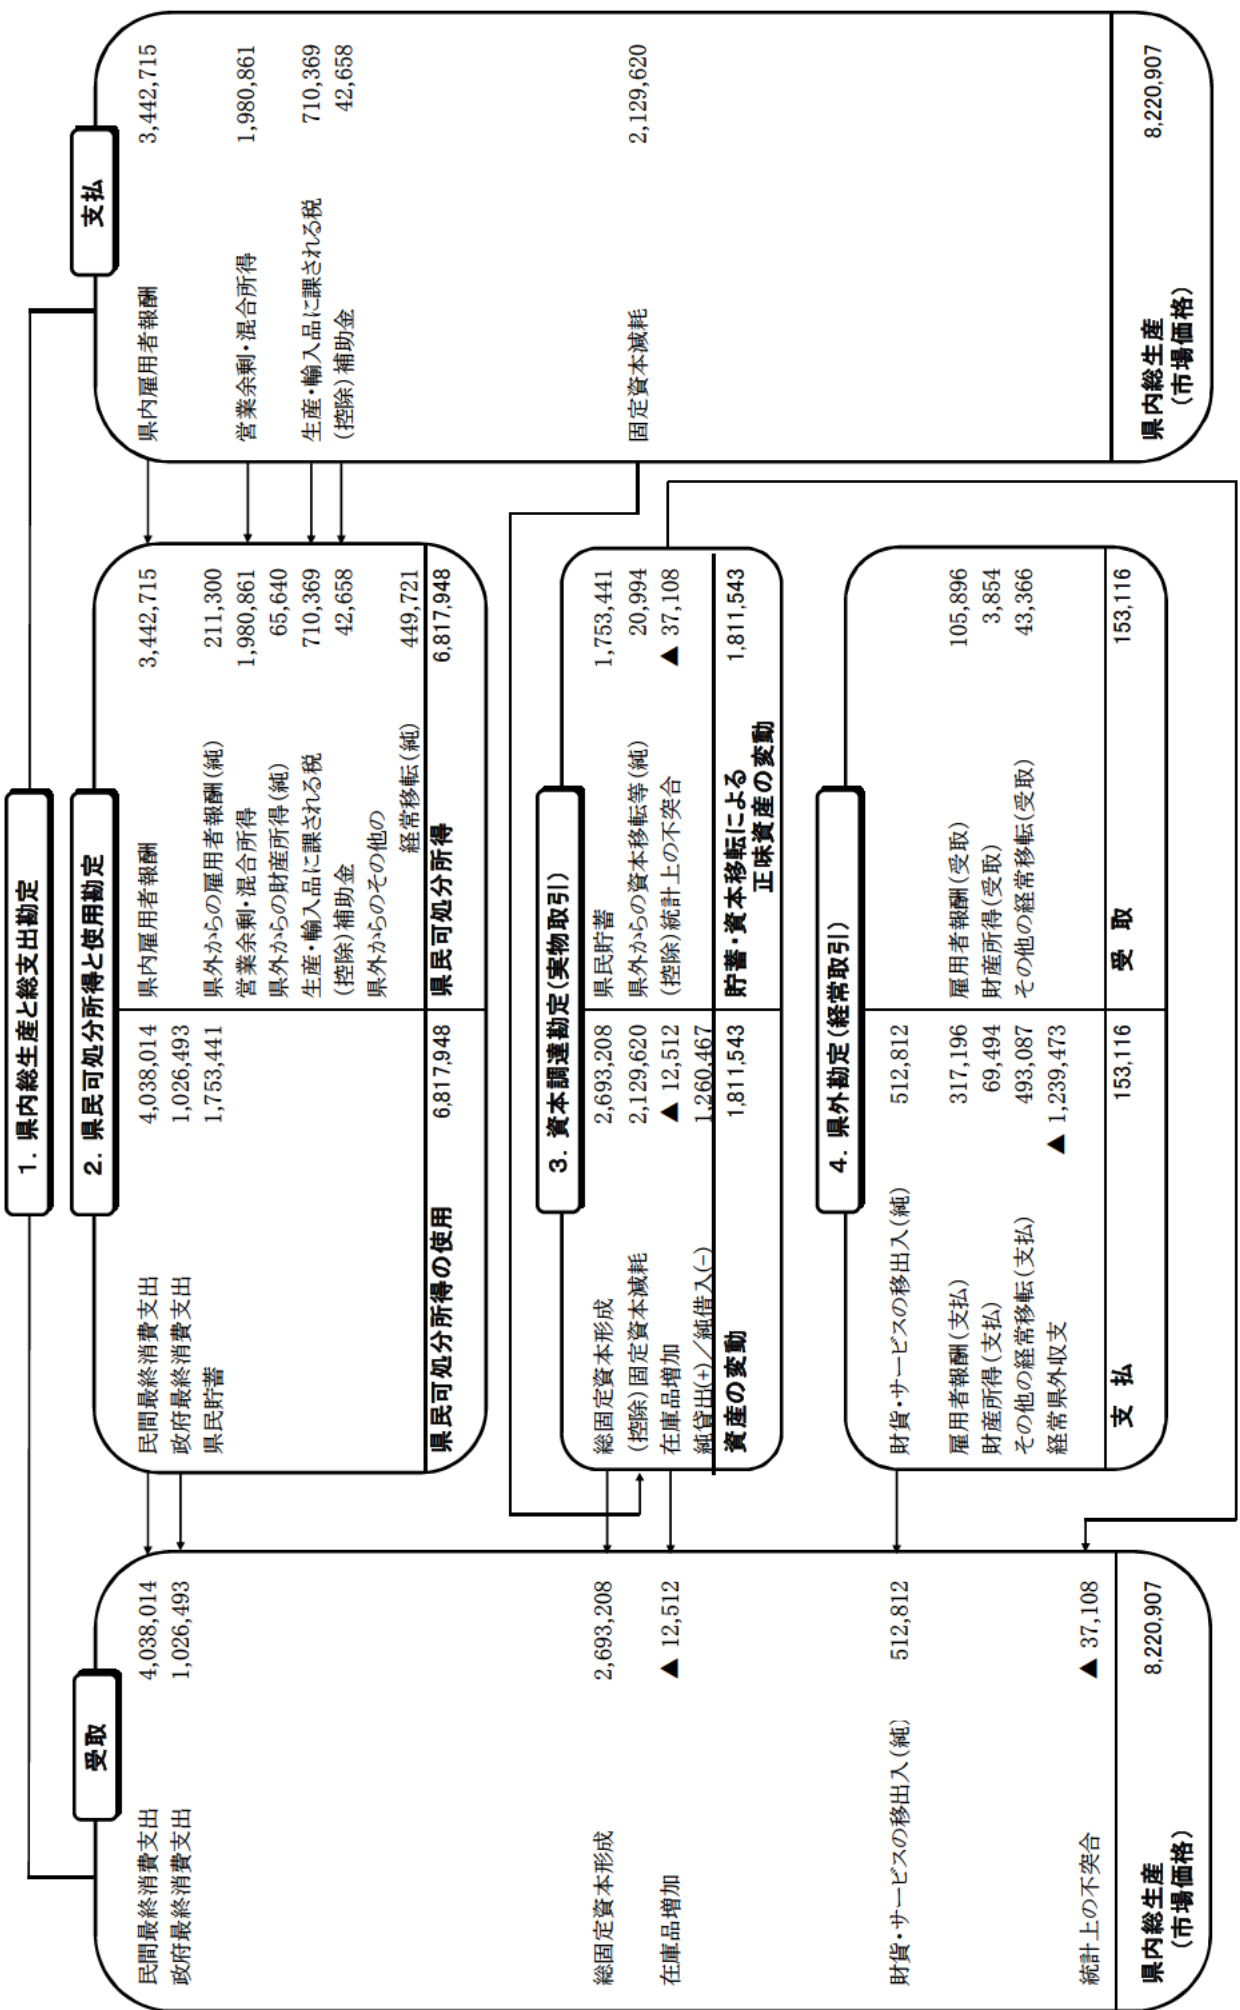 1. 県内総生産と総支出勘定
受取
民間最終消費支出 4,038,014
政府最終消費支出 1,026,493
総固定資本形成 2,693,208
在庫品増加 ▲ 12,512
財貨・サービスの移出入(純) 512,812
統計上の不突合 ▲ 37,108
県内総生産 8,220,907
(市場価格)
2. 県民可処分所得と使用勘定
民間最終消費支出 4,038,014
政府最終消費支出 1,026,493
県民貯蓄 1,753,441
県民可処分所得の使用 6,817,948
県内雇用者報酬 3,442,715
県外からの雇用者報酬(純) 211,300
営業余剰・混合所得 1,980,861
県外からの財産所得(純) 65,640
生産・輸入品に課される税 710,369
(控除)補助金 42,658
県外からのその他の
経常移転(純) 449,721
県民可処分所得 6,817,948
3. 資本調達勘定(実物取引)
総固定資本形成 2,693,208
(控除)固定資本減耗 2,129,620
在庫品増加 ▲ 12,512
純貸出(+)/純借入(-) 1,260,467
資産の変動 1,811,543
県民貯蓄 1,753,441
県外からの資本移転等(純) 20,994
(控除)統計上の不突合 ▲ 37,108
貯蓄・資本移転による 1,811,543
正味資産の変動
4. 県外勘定(経常取引)
財貨・サービスの移出入(純) 512,812
雇用者報酬(支払) 317,196
財産所得(支払) 69,494
その他の経常移転(支払) 493,087
経常県外収支 ▲ 1,239,473
支 払 153,116
雇用者報酬(受取) 105,896
財産所得(受取) 3,854
その他の経常移転(受取) 43,366
受 取 153,116
支払
県内雇用者報酬 3,442,715
営業余剰・混合所得 1,980,861
生産・輸入品に課される税 710,369
(控除)補助金 42,658
固定資本減耗 2,129,620
県内総生産 8,220,907
(市場価格)